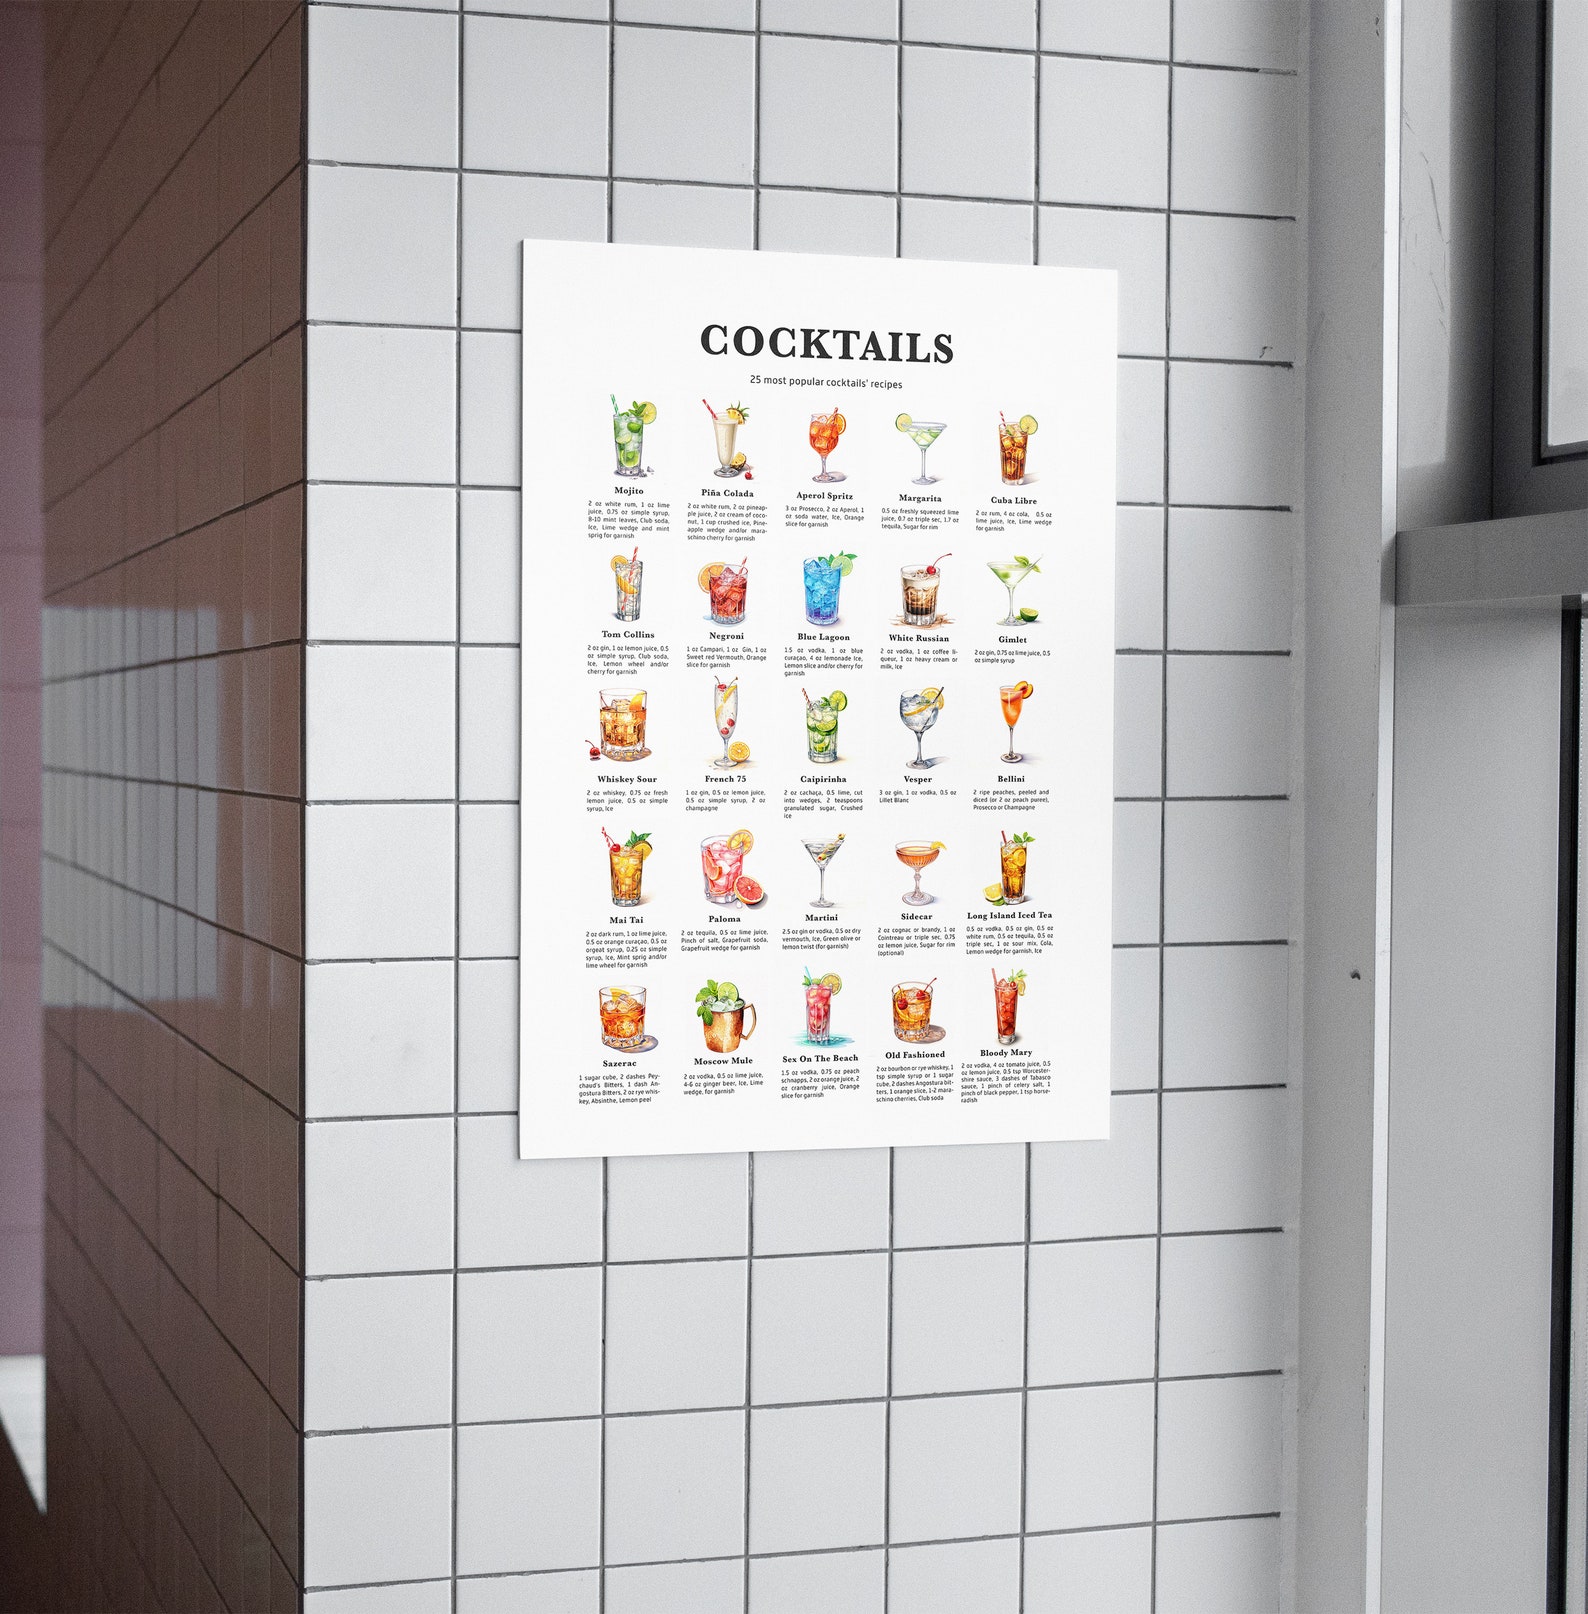 COCKTAILS
25 most popular cocktails' recipes
Mojito
2 oz white rum, 1 oz lime
juice, 0.75 oz simple syrup,
8-10 mint leaves, Club soda,
Ice, Lime wedge and mint
sprig for garnish
Piña Colada
2 oz white rum, 2 oz pineap-
ple juice, 2 oz cream of coco-
nut, 1 cup crushed ice, Pine-
apple wedge and/or mara-
schino cherry for garnish
Aperol Spritz
3 oz Prosecco, 2 oz Aperol, 1
oz soda water, Ice, Orange
slice for garnish
Margarita
0.5 oz freshly squeezed lime
juice, 0.7 oz triple sec, 1.7 oz
tequila, Sugar for rim
Cuba Libre
2 oz rum, 4 oz cola, 0.5 oz
lime juice, Ice, Lime wedge
for garnish
Tom Collins
2 oz gin, 1 oz lemon juice, 0.5
oz simple syrup, Club soda,
Ice, Lemon wheel and/or
cherry for garnish
Negroni
1 oz Campari, 1 oz Gin, 1 oz
Sweet red Vermouth, Orange
slice for garnish
Blue Lagoon
1.5 oz vodka, 1 oz blue
curaçao, 4 oz lemonade Ice,
Lemon slice and/or cherry for
garnish
White Russian
2 oz vodka, 1 oz coffee li-
queur, 1 oz heavy cream or
milk, Ice
Gimlet
2 oz gin, 0.75 oz lime juice, 0.5
oz simple syrup
Whiskey Sour
2 oz whiskey, 0.75 oz fresh
lemon juice, 0.5 oz simple
syrup, Ice
French 75
1 oz gin, 0.5 oz lemon juice,
0.5 oz simple syrup, 2 oz
champagne
Caipirinha
2 oz cachaça, 0.5 lime, cut
into wedges, 2 teaspoons
granulated sugar, Crushed
ice
Vesper
3 oz gin, 1 oz vodka, 0.5 oz
Lillet Blanc
Bellini
2 ripe peaches, peeled and
diced (or 2 oz peach puree),
Prosecco or Champagne
Mai Tai
2 oz dark rum, 1 oz lime juice,
0.5 oz orange curaçao, 0.5 oz
orgeat syrup, 0.25 oz simple
syrup, Ice, Mint sprig and/or
lime wheel for garnish
Paloma
2 oz tequila, 0.5 oz lime juice,
Pinch of salt, Grapefruit soda,
Grapefruit wedge for garnish
Martini
2.5 oz gin or vodka, 0.5 oz dry
vermouth, Ice, Green olive or
lemon twist (for garnish)
Sidecar
2 oz cognac or brandy, 1 oz
Cointreau or triple sec, 0.75
oz lemon juice, Sugar for rim
(optional)
Long Island Iced Tea
0.5 oz vodka, 0.5 oz gin, 0.5 oz
white rum, 0.5 oz tequila, 0.5 oz
triple sec, 1 oz sour mix, Cola,
Lemon wedge for garnish, Ice
Sazerac
1 sugar cube, 2 dashes Pey-
chaud's Bitters, 1 dash An-
gostura Bitters, 2 oz rye whis-
key, Absinthe, Lemon peel
Moscow Mule
2 oz vodka, 0.5 oz lime juice,
4-6 oz ginger beer, Ice, Lime
wedge, for garnish
Sex On The Beach
1.5 oz vodka, 0.75 oz peach
schnapps, 2 oz orange juice, 2
oz cranberry juice, Orange
slice for garnish
Old Fashioned
2 oz bourbon or rye whiskey, 1
tsp simple syrup or 1 sugar
cube, 2 dashes Angostura bit-
ters, 1 orange slice, 1-2 mara-
schino cherries, Club soda
Bloody Mary
2 oz vodka, 4 oz tomato juice, 0.5
oz lemon juice, 0.5 tsp Worcester-
shire sauce, 3 dashes of Tabasco
sauce, 1 pinch of celery salt, 1
pinch of black pepper, 1 tsp horse-
radish